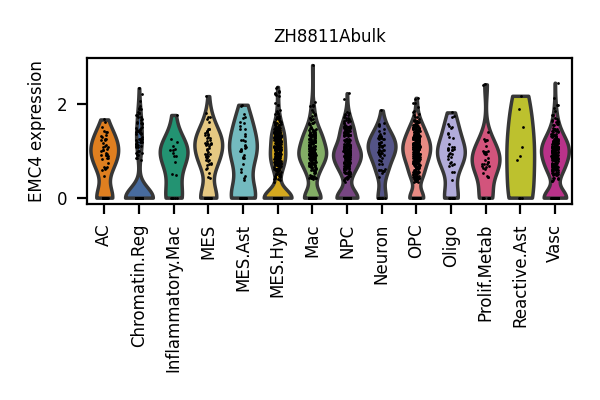 ZH8811Abulk
EMC4 expression
2
0
AC
Chromatin.Reg
Inflammatory.Mac
MES
MES.Ast
MES.Hyp
Mac
NPC
Neuron
OPC
Oligo
Prolif.Metab
Reactive.Ast
Vasc